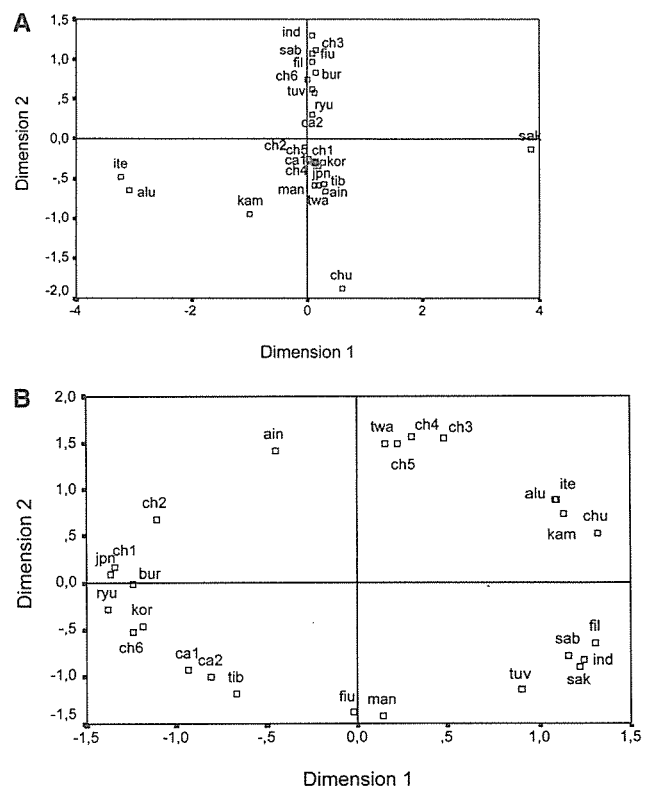 A
1,5
1,0
,5
0,0
-,5
-1,0
-1,5
-2,0
Dimension 2
ind
ch3
sab fiu
fil
ch6 bur
tuv
ryu
ca2
sak
ch2 ch5 ch1
ca1 kor
ch4 jpn
man tib
twa ain
ite
alu
kam
chu
-4 -2 0 2 4
Dimension 1
B
2,0
1,5
1,0
,5
0,0
-,5
-1,0
-1,5
Dimension 2
ain twa ch4 ch3
ch5
alu ite
kam chu
ch2
jpn ch1
bur
ryu
kor
ch6
ca1 ca2
tib
fiu man
tuv
fil
sab ind
sak
-1,5 -1,0 -,5 0,0 ,5 1,0 1,5
Dimension 1